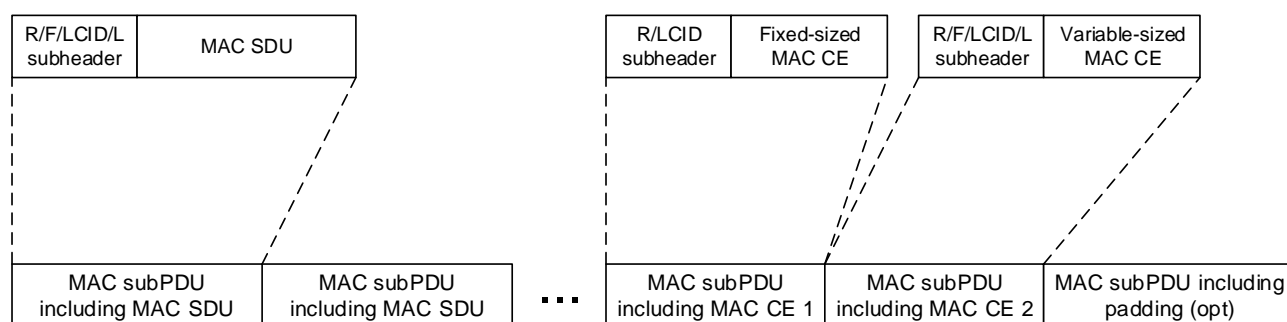 R/F/LCID/L
subheader
MAC SDU
R/LCID
subheader
Fixed-sized
MAC CE
R/F/LCID/L
subheader
Variable-sized
MAC CE
MAC subPDU
including MAC SDU
MAC subPDU
including MAC SDU
...
MAC subPDU
including MAC CE 1
MAC subPDU
including MAC CE 2
MAC subPDU including
padding (opt)